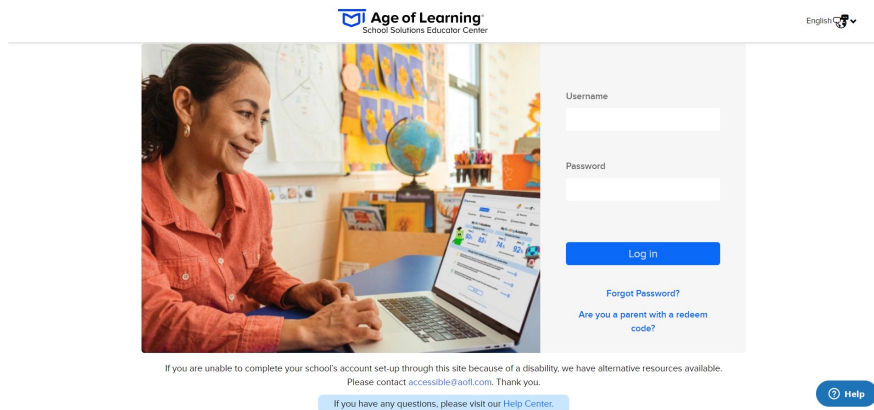 Age of Learning
School Solutions Educator Center
English
Username
Password
Log in
Forgot Password?
Are you a parent with a redeem
code?
If you are unable to complete your school's account set-up through this site because of a disability, we have alternative resources available.
Please contact accessible@aofl.com. Thank you.
If you have any questions, please visit our Help Center.
Help